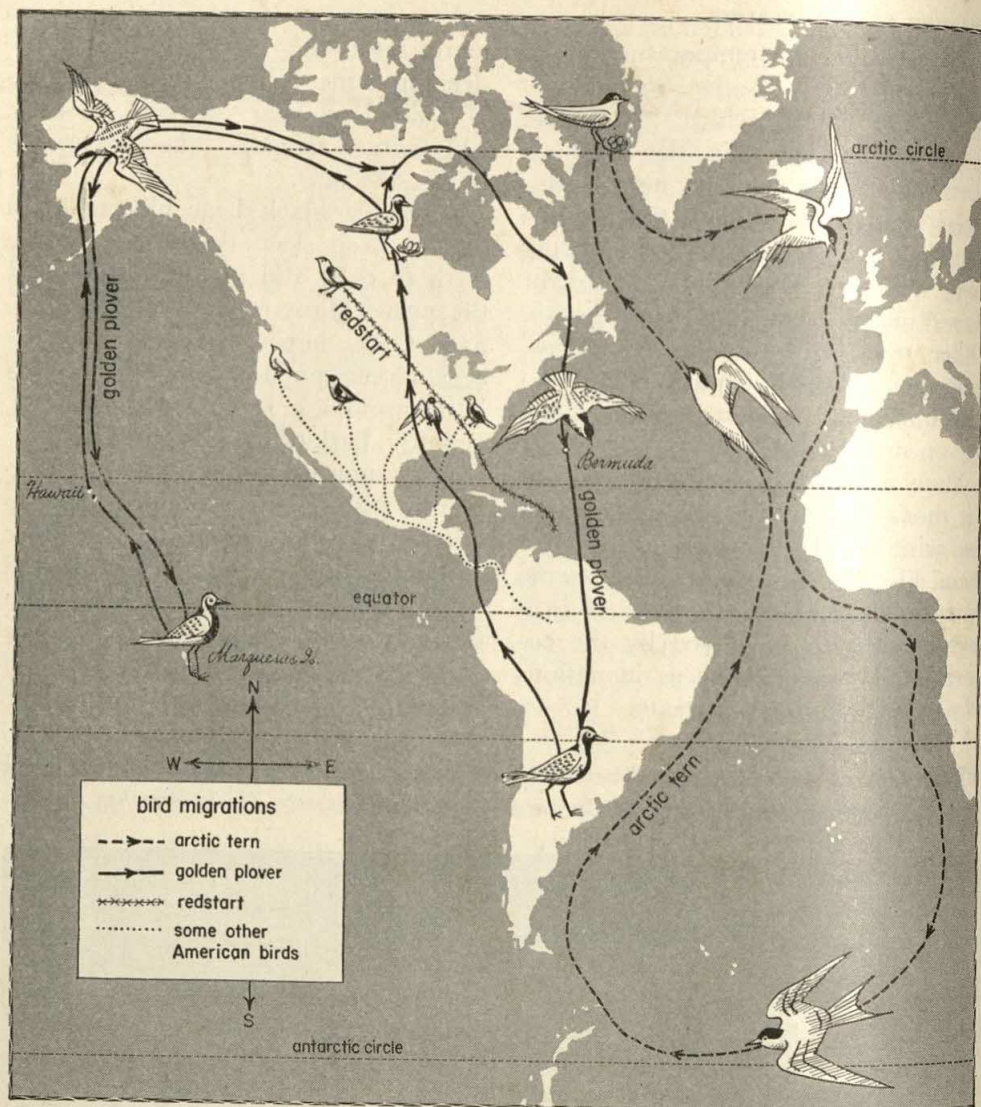 arctic circle
redstart
golden plover
Bermuda
Hawaii
golden plover
equator
Marquesas Is.
N
W E
arctic tern
bird migrations
arctic tern
golden plover
redstart
some other
American birds
S
antarctic circle